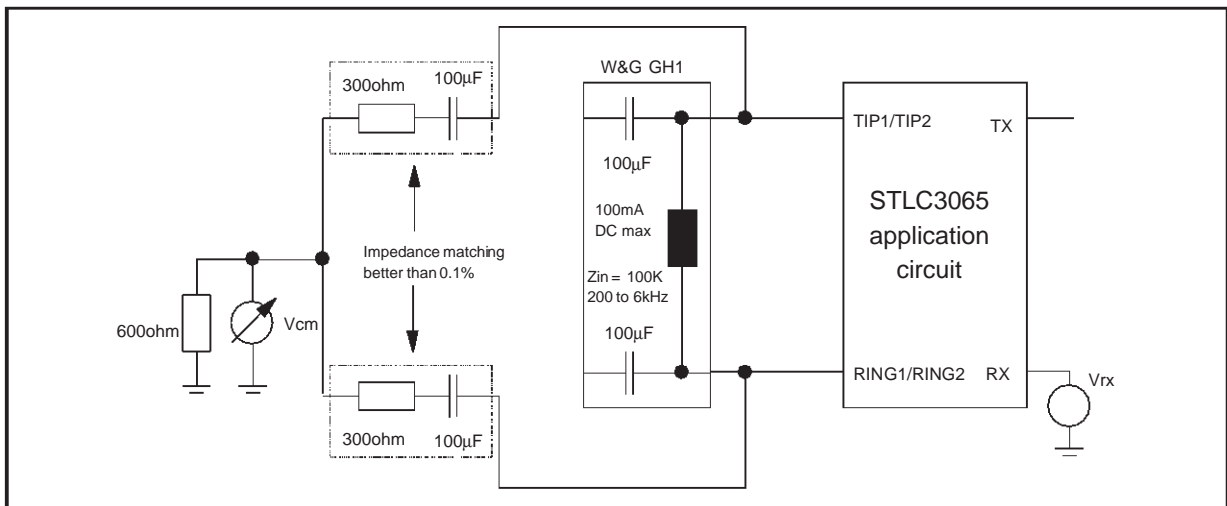 300ohm
100μF
W&G GH1
100μF
TIP1/TIP2
TX
STLC3065
application
circuit
100mA
DC max
Impedance matching
better than 0.1%
Zin = 100K
200 to 6kHz
600ohm
Vcm
100μF
RING1/RING2
RX
Vrx
300ohm
100μF